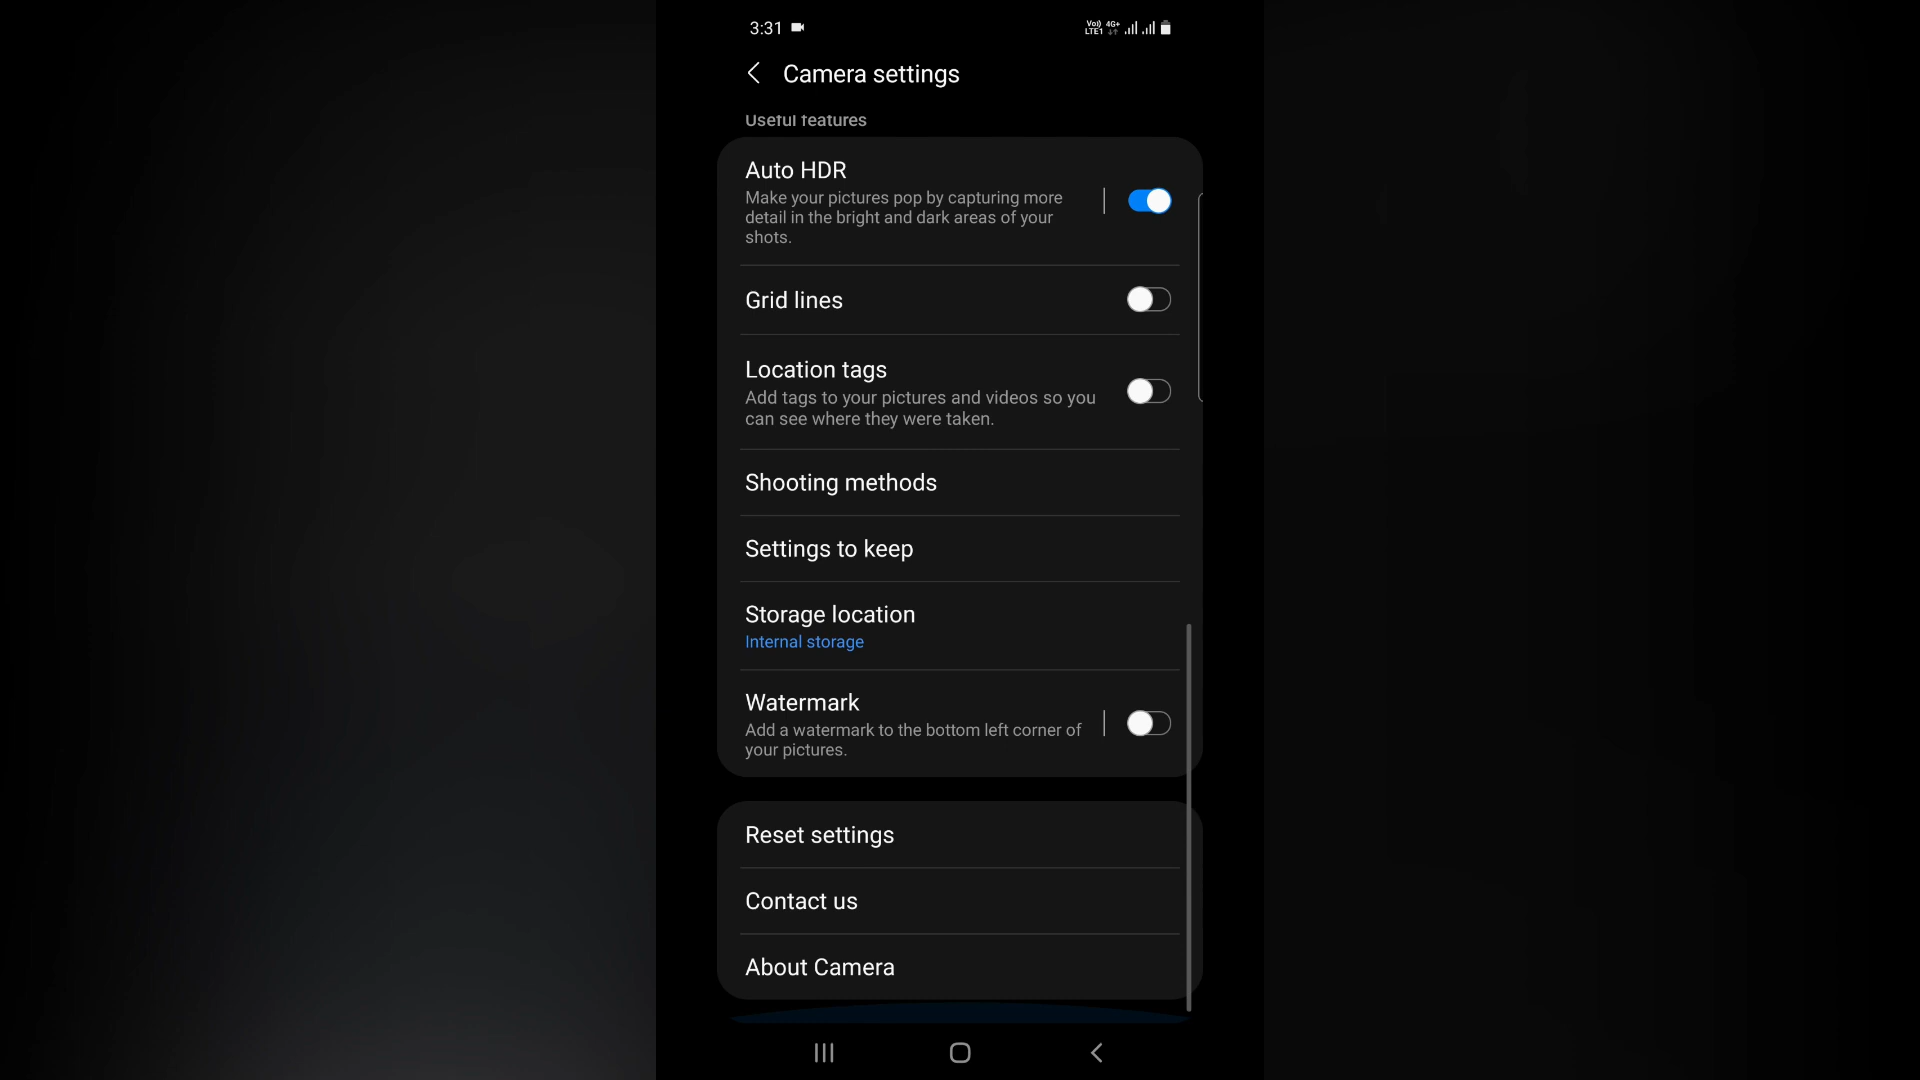 3:31
Vo)) 4G+
LTE1
Camera settings
Useful features
Auto HDR
Make your pictures pop by capturing more
detail in the bright and dark areas of your
shots.
Grid lines
Location tags
Add tags to your pictures and videos so you
can see where they were taken.
Shooting methods
Settings to keep
Storage location
Internal storage
Watermark
Add a watermark to the bottom left corner of
your pictures.
Reset settings
Contact us
About Camera